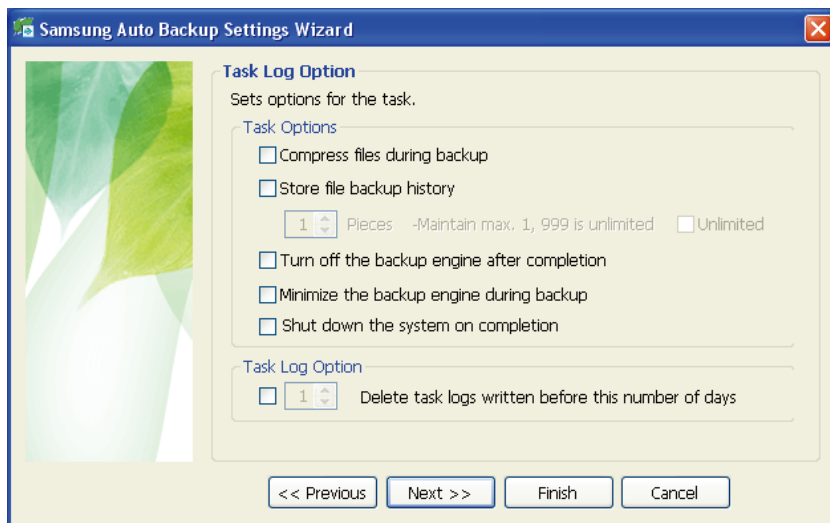 Samsung Auto Backup Settings Wizard
Task Log Option
Sets options for the task.
Task Options
Compress files during backup
Store file backup history
1 Pieces -Maintain max. 1, 999 is unlimited Unlimited
Turn off the backup engine after completion
Minimize the backup engine during backup
Shut down the system on completion
Task Log Option
1 Delete task logs written before this number of days
<< Previous Next >> Finish Cancel